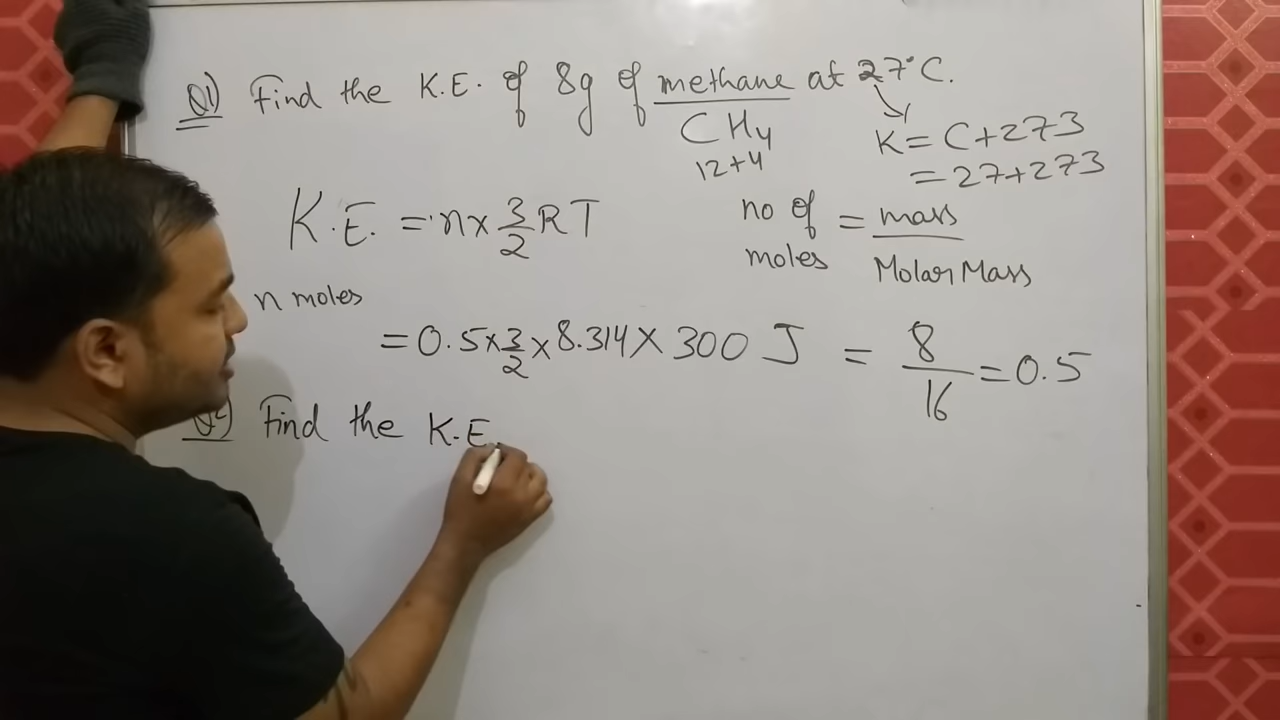 Q1) Find the K.E. of 8g of methane at 27°C.
CH4
12+4
K = C+273
= 27+273
K.E. = n x 3/2 RT
n moles
no of moles = mass / Molar Mass
= 0.5 x 3/2 x 8.314 x 300 J
= 8/16 = 0.5
Q2) Find the K.E.